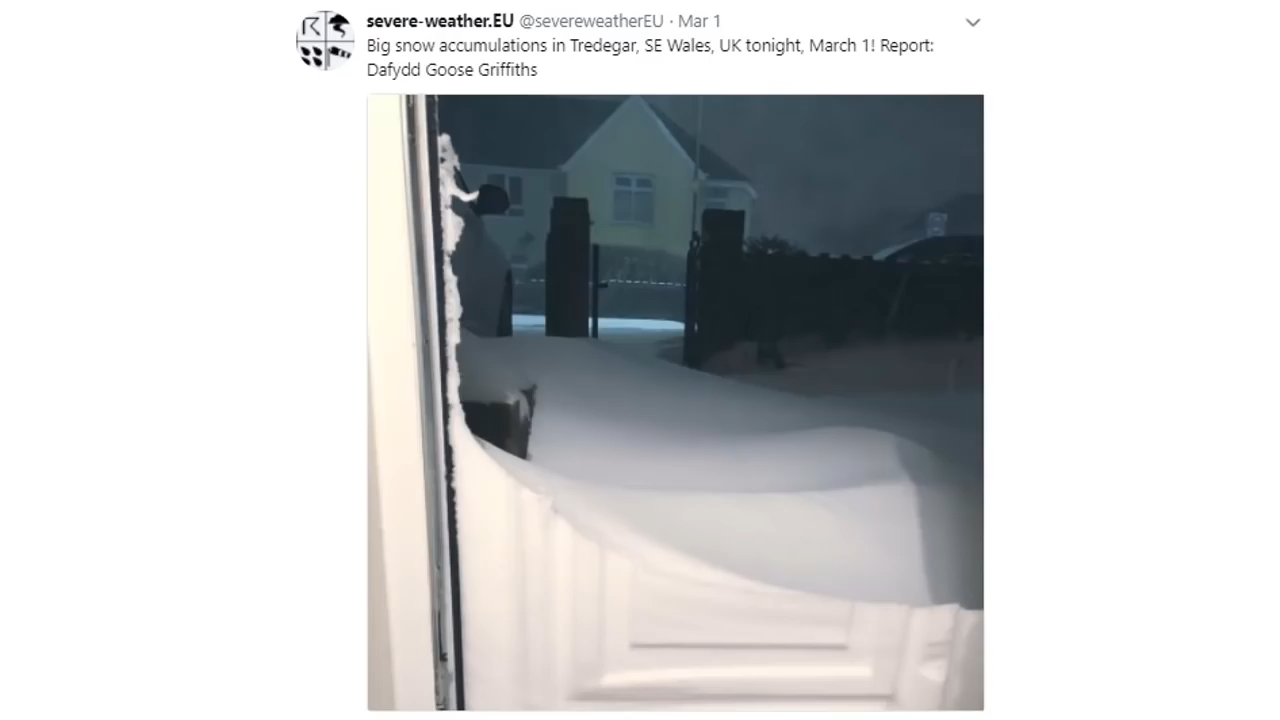 severe-weather.EU @severeweatherEU · Mar 1
Big snow accumulations in Tredegar, SE Wales, UK tonight, March 1! Report:
Dafydd Goose Griffiths